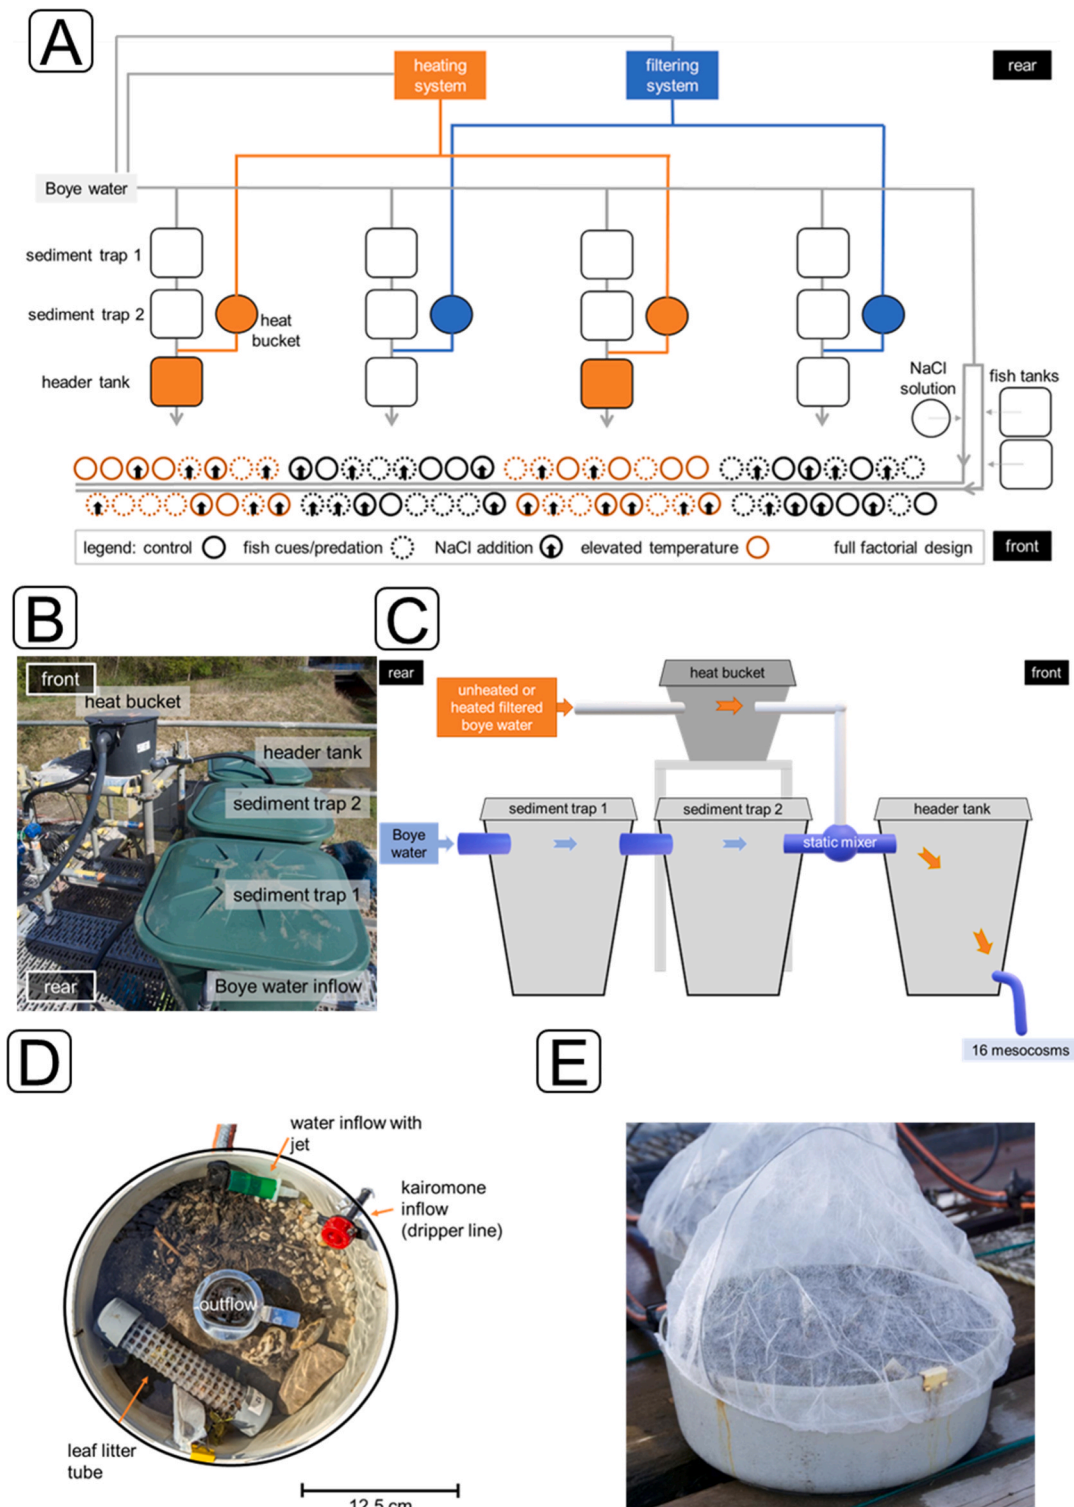 A
heating
system
filtering
system
rear
Boye water
sediment trap 1
sediment trap 2
heat
bucket
header tank
NaCl
solution
fish tanks
legend: control
fish cues/predation
NaCl addition
elevated temperature
full factorial design
front
B
front
heat bucket
header tank
sediment trap 2
sediment trap 1
rear
Boye water inflow
C
rear
heat bucket
front
unheated or
heated filtered
boye water
sediment trap 1
sediment trap 2
header tank
Boye
water
static mixer
16 mesocosms
D
water inflow with
jet
kairomone
inflow
(dripper line)
outflow
leaf litter
tube
12.5 cm
E